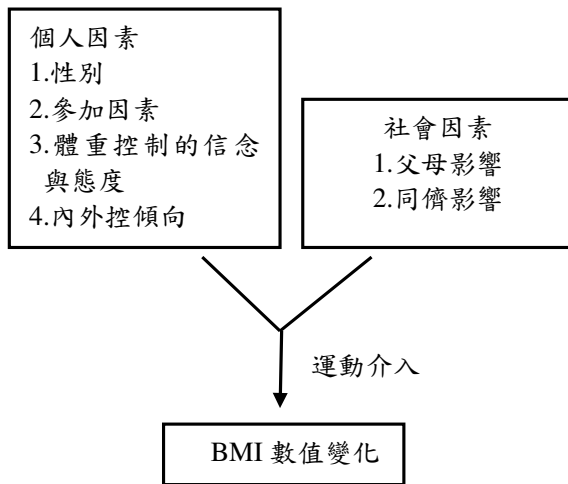 個人因素
1.性別
2.參加因素
3.體重控制的信念
與態度
4.內外控傾向
社會因素
1.父母影響
2.同儕影響
運動介入
BMI 數值變化